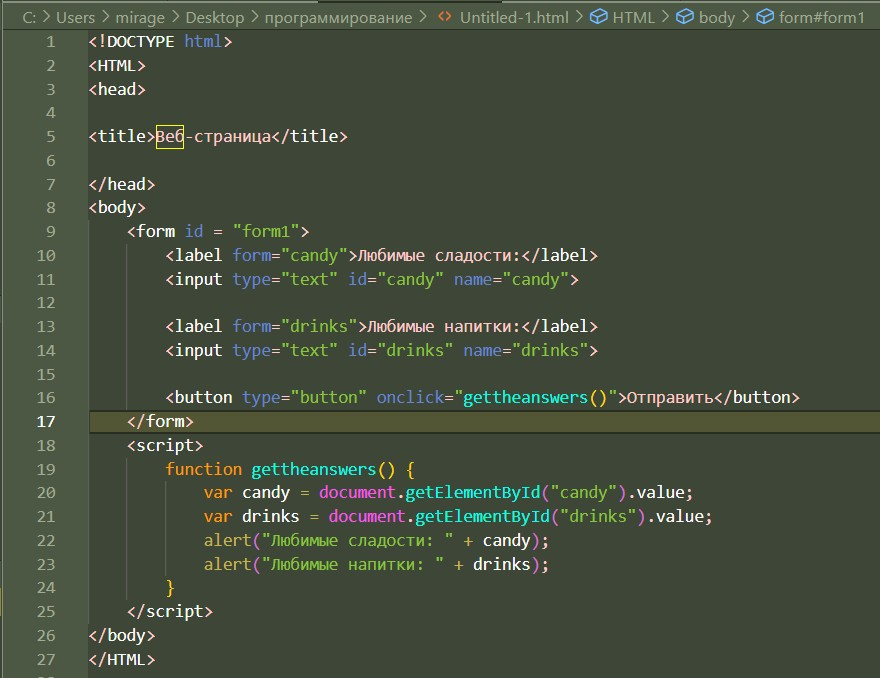 C: > Users > mirage > Desktop > программирование > <> Untitled-1.html > HTML > body > form#form1
1 <!DOCTYPE html>
2 <HTML>
3 <head>
4
5 <title>Веб-страница</title>
6
7 </head>
8 <body>
9 <form id = "form1">
10 <label form="candy">Любимые сладости:</label>
11 <input type="text" id="candy" name="candy">
12
13 <label form="drinks">Любимые напитки:</label>
14 <input type="text" id="drinks" name="drinks">
15
16 <button type="button" onclick="gettheanswers()">Отправить</button>
17 </form>
18 <script>
19 function gettheanswers() {
20 var candy = document.getElementById("candy").value;
21 var drinks = document.getElementById("drinks").value;
22 alert("Любимые сладости: " + candy);
23 alert("Любимые напитки: " + drinks);
24 }
25 </script>
26 </body>
27 </HTML>